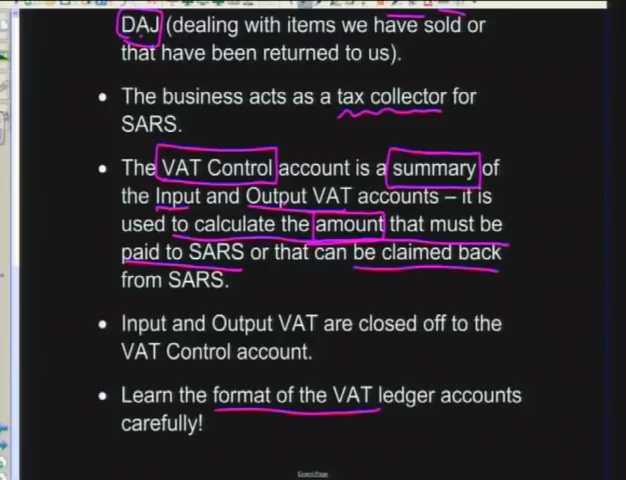 DAJ (dealing with items we have sold or
that have been returned to us).
• The business acts as a tax collector for
SARS.
• The VAT Control account is a summary of
the Input and Output VAT accounts – it is
used to calculate the amount that must be
paid to SARS or that can be claimed back
from SARS.
• Input and Output VAT are closed off to the
VAT Control account.
• Learn the format of the VAT ledger accounts
carefully!
Extend Page